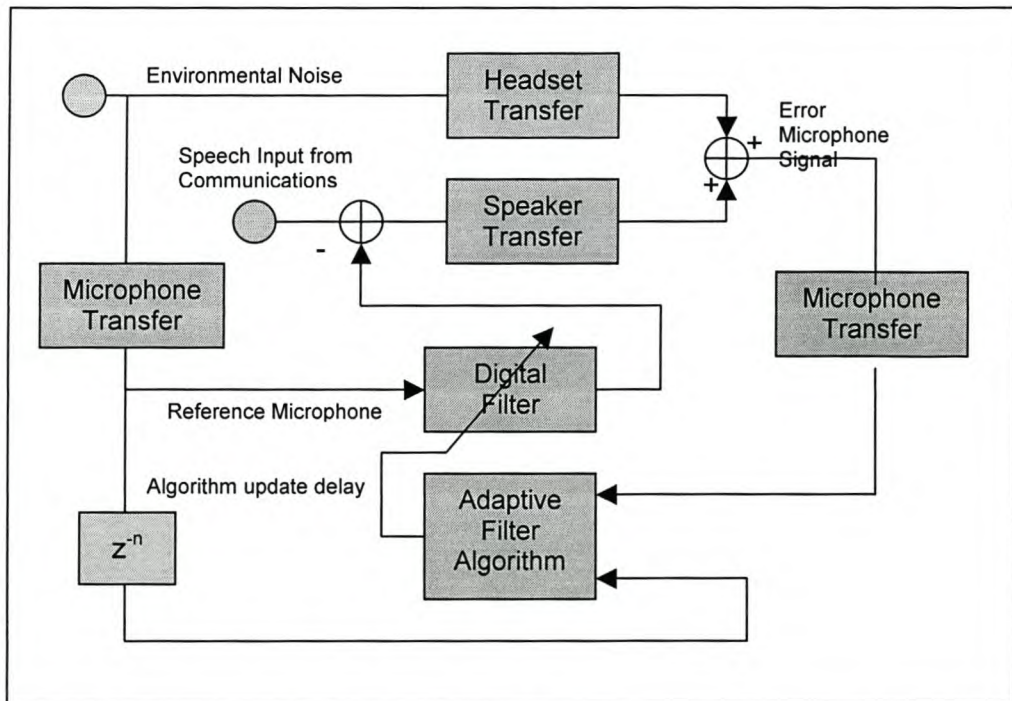 Environmental Noise
Headset
Transfer
Error
Microphone
Signal
+
+
Speech Input from
Communications
Speaker
Transfer
-
Microphone
Transfer
Microphone
Transfer
Digital
Filter
Reference Microphone
Algorithm update delay
Adaptive
Filter
Algorithm
z-n